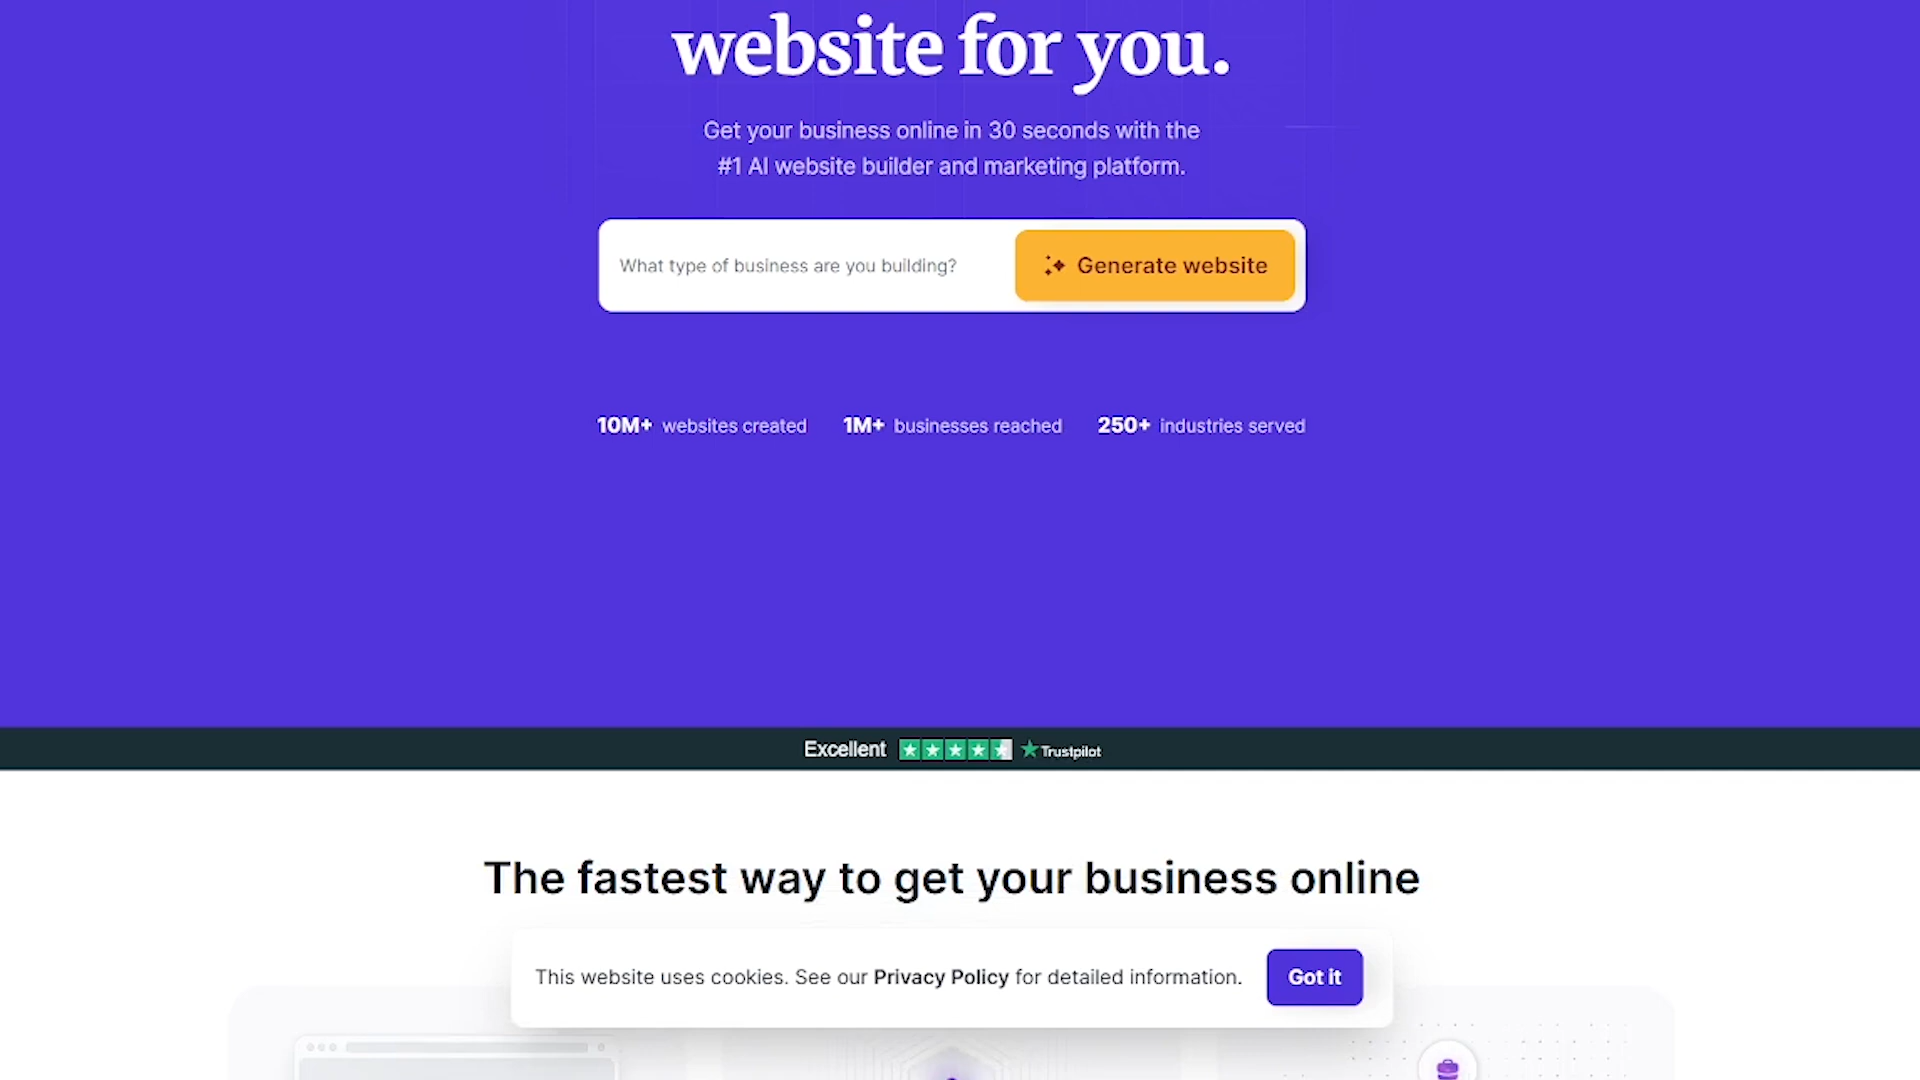 website for you.
Get your business online in 30 seconds with the
#1 AI website builder and marketing platform.
What type of business are you building?
Generate website
10M+ websites created
1M+ businesses reached
250+ industries served
Excellent
Trustpilot
The fastest way to get your business online
This website uses cookies. See our Privacy Policy for detailed information.
Got it